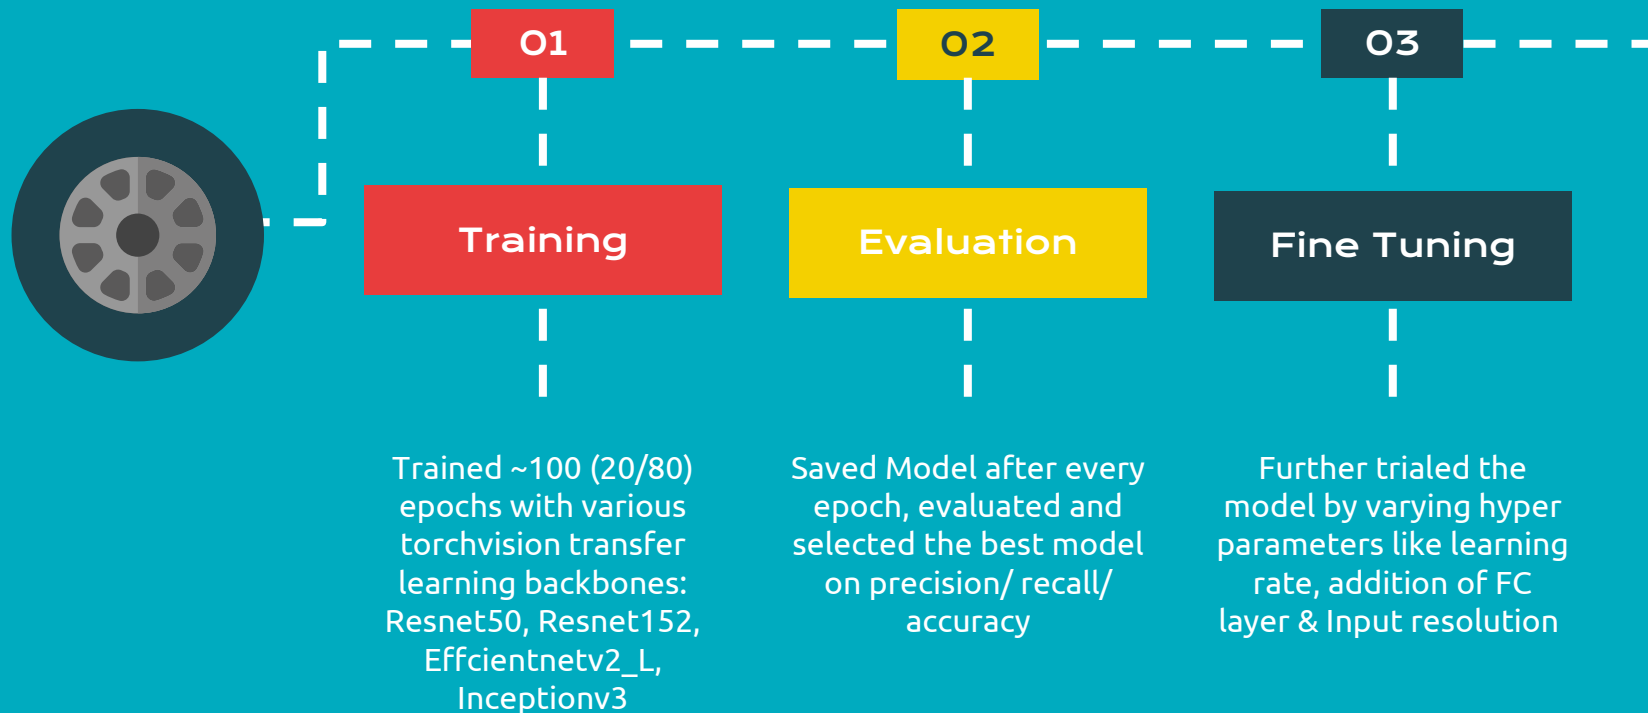 01
Training
Trained ~100 (20/80)
epochs with various
torchvision transfer
learning backbones:
Resnet50, Resnet152,
Effcientnetv2_L,
Inceptionv3
02
Evaluation
Saved Model after every
epoch, evaluated and
selected the best model
on precision/ recall/
accuracy
03
Fine Tuning
Further trialed the
model by varying hyper
parameters like learning
rate, addition of FC
layer & Input resolution